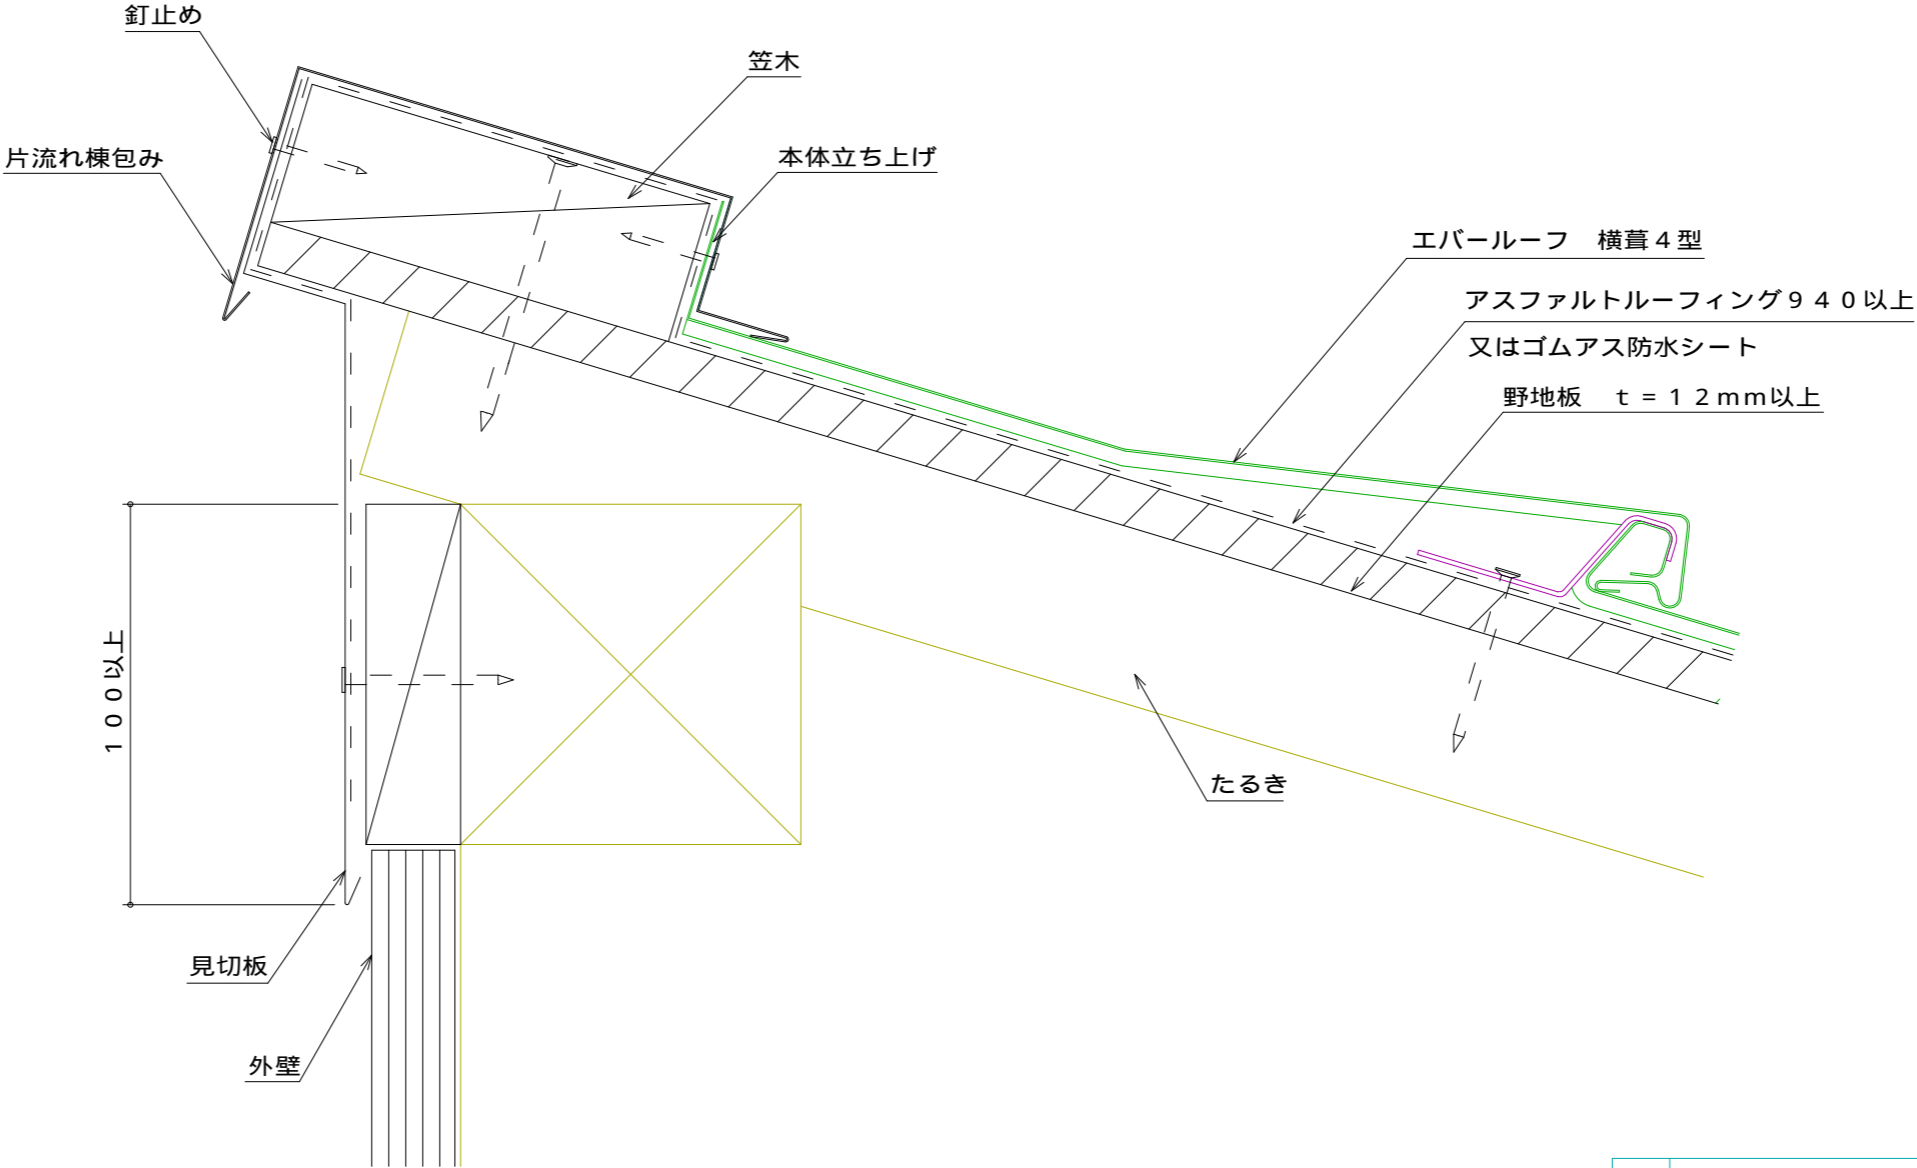 釘止め
笠木
片流れ棟包み
本体立ち上げ
エバールーフ　横葺４型
アスファルトルーフィング９４０以上
又はゴムアス防水シート
野地板　ｔ＝１２ｍｍ以上
１００以上
たるき
見切板
外壁